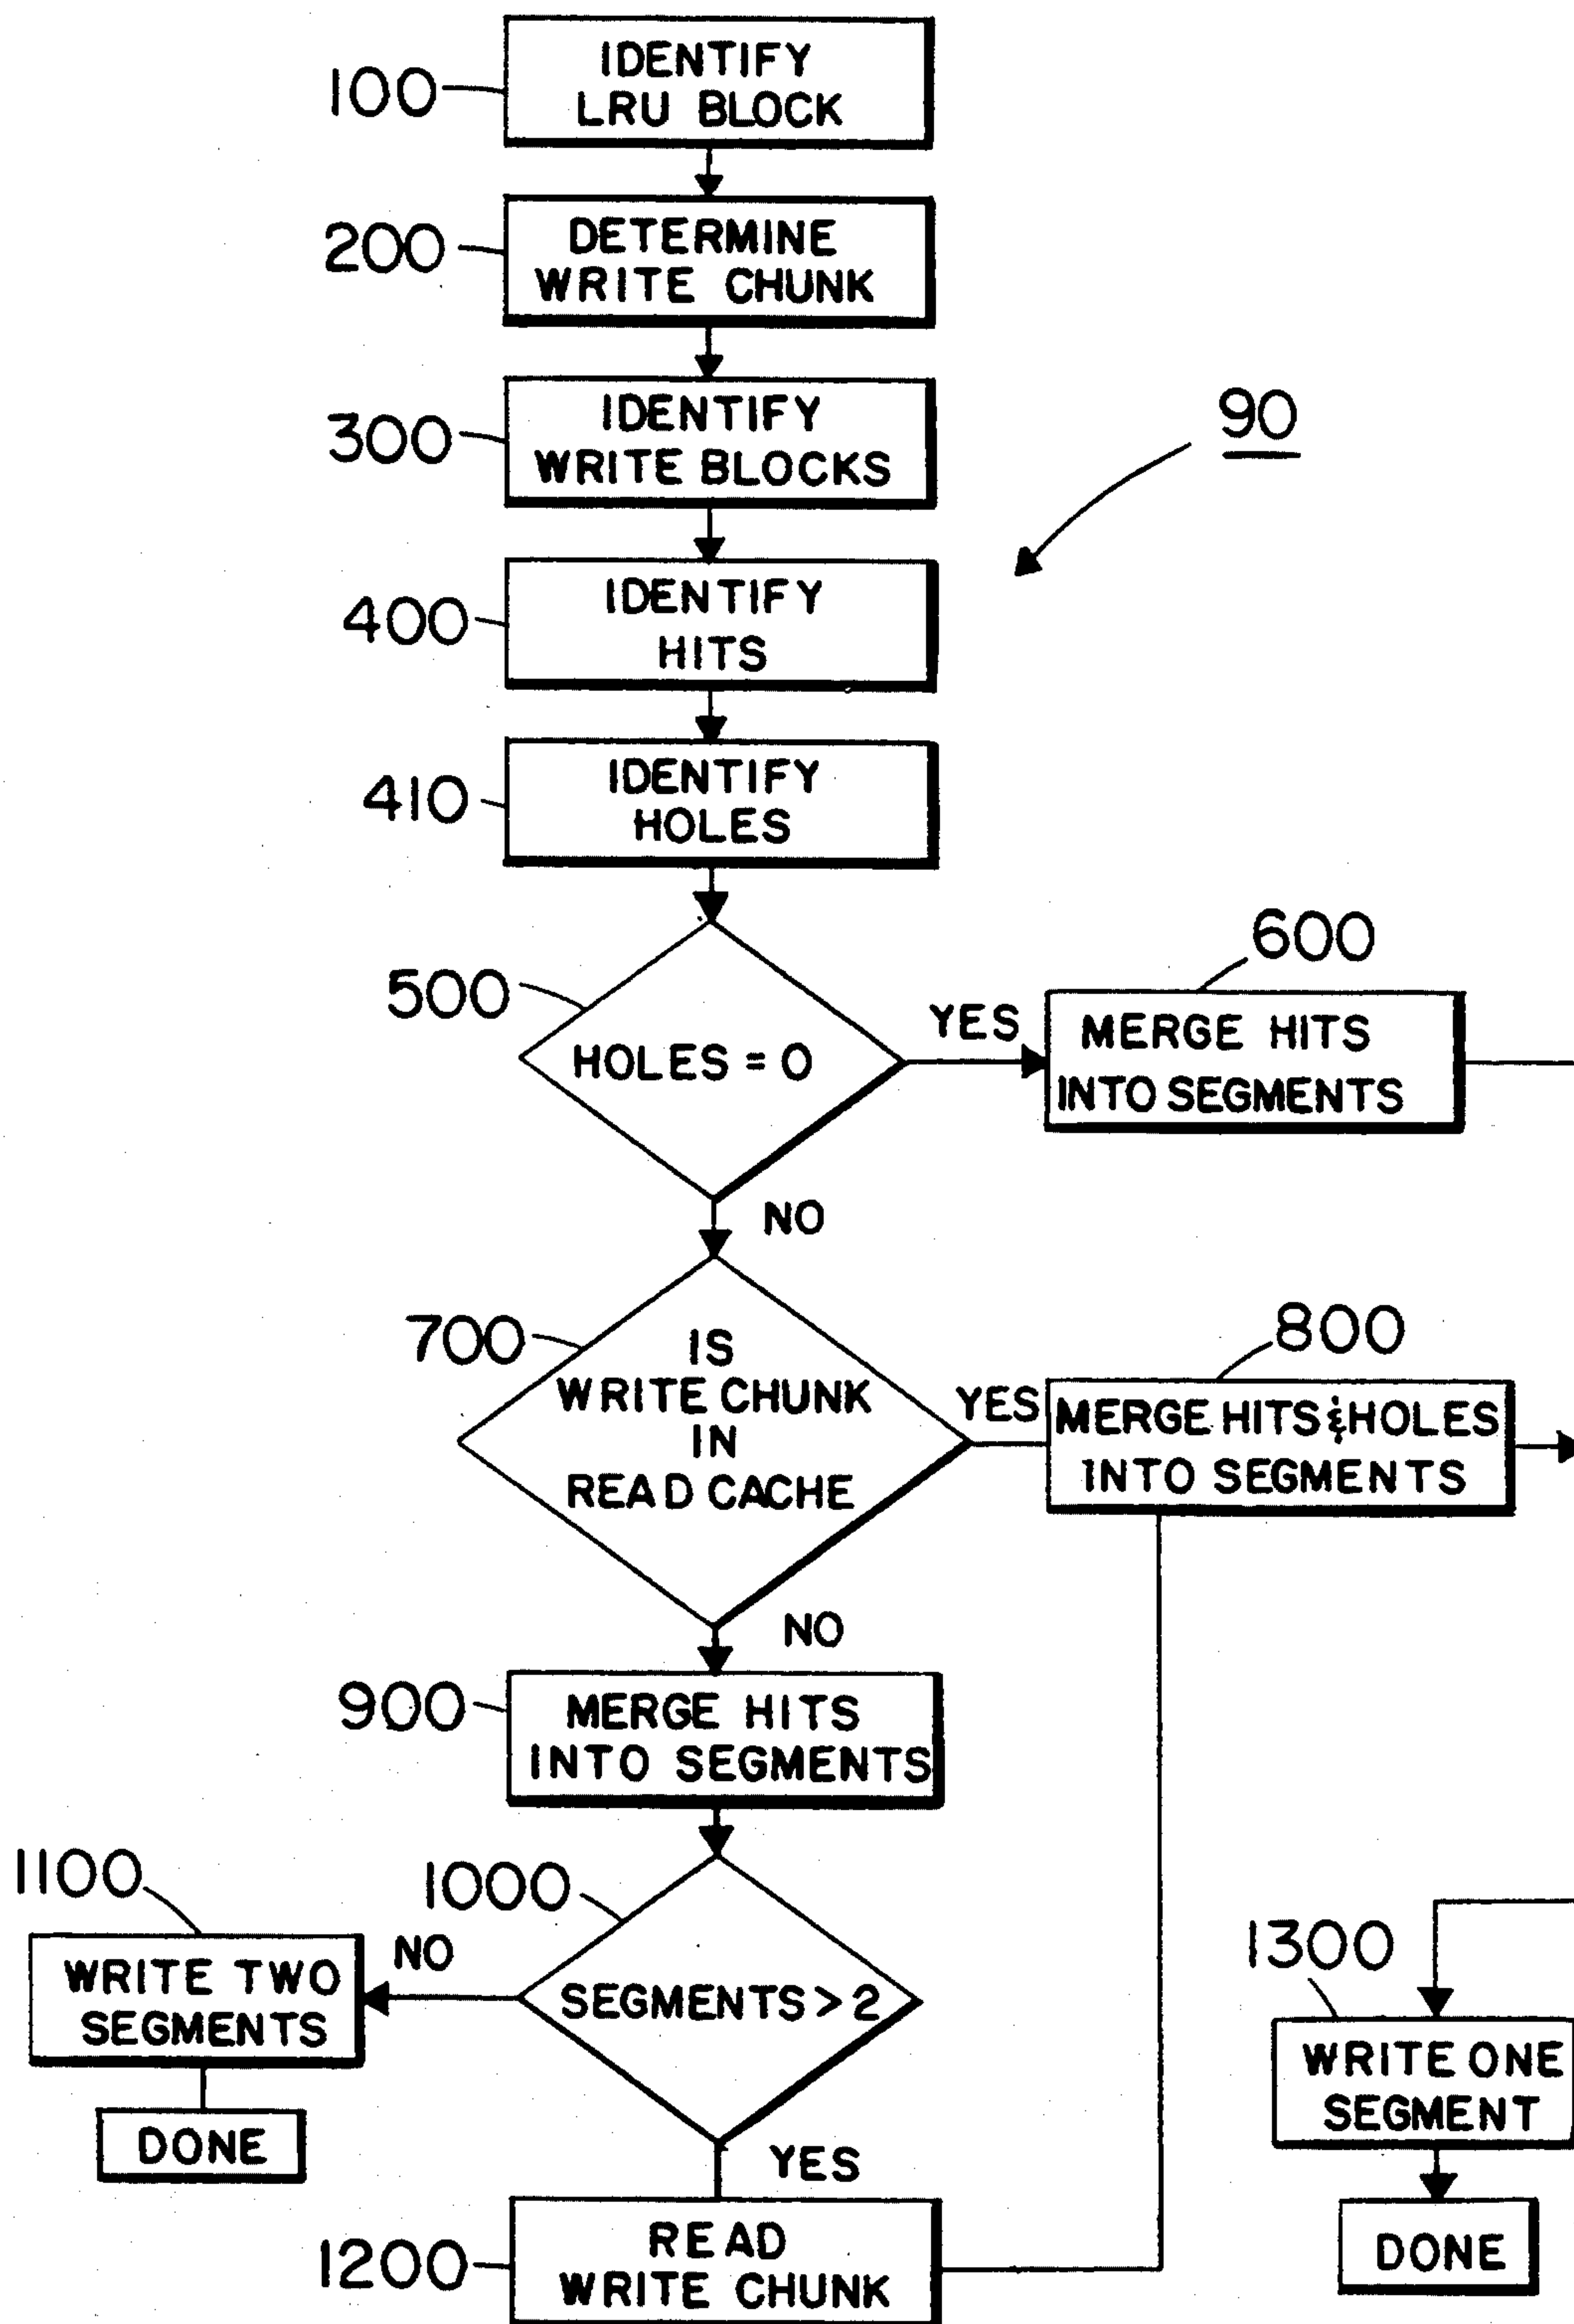 100
IDENTIFY
LRU BLOCK
200
DETERMINE
WRITE CHUNK
300
IDENTIFY
WRITE BLOCKS
90
400
IDENTIFY
HITS
410
IDENTIFY
HOLES
500
HOLES = 0
YES
600
MERGE HITS
INTO SEGMENTS
NO
700
IS
WRITE CHUNK
IN
READ CACHE
YES
800
MERGE HITS & HOLES
INTO SEGMENTS
NO
900
MERGE HITS
INTO SEGMENTS
1000
SEGMENTS > 2
NO
1100
WRITE TWO
SEGMENTS
DONE
YES
1200
READ
WRITE CHUNK
1300
WRITE ONE
SEGMENT
DONE